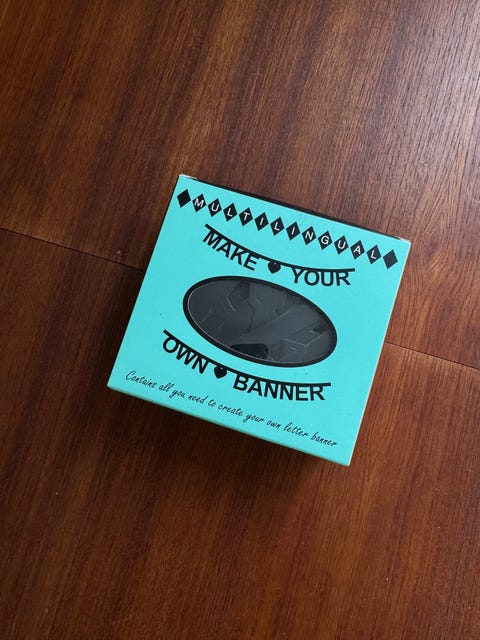 MULTILINGUAL
MAKE YOUR
OWN BANNER
Contains all you need to create your own letter banner